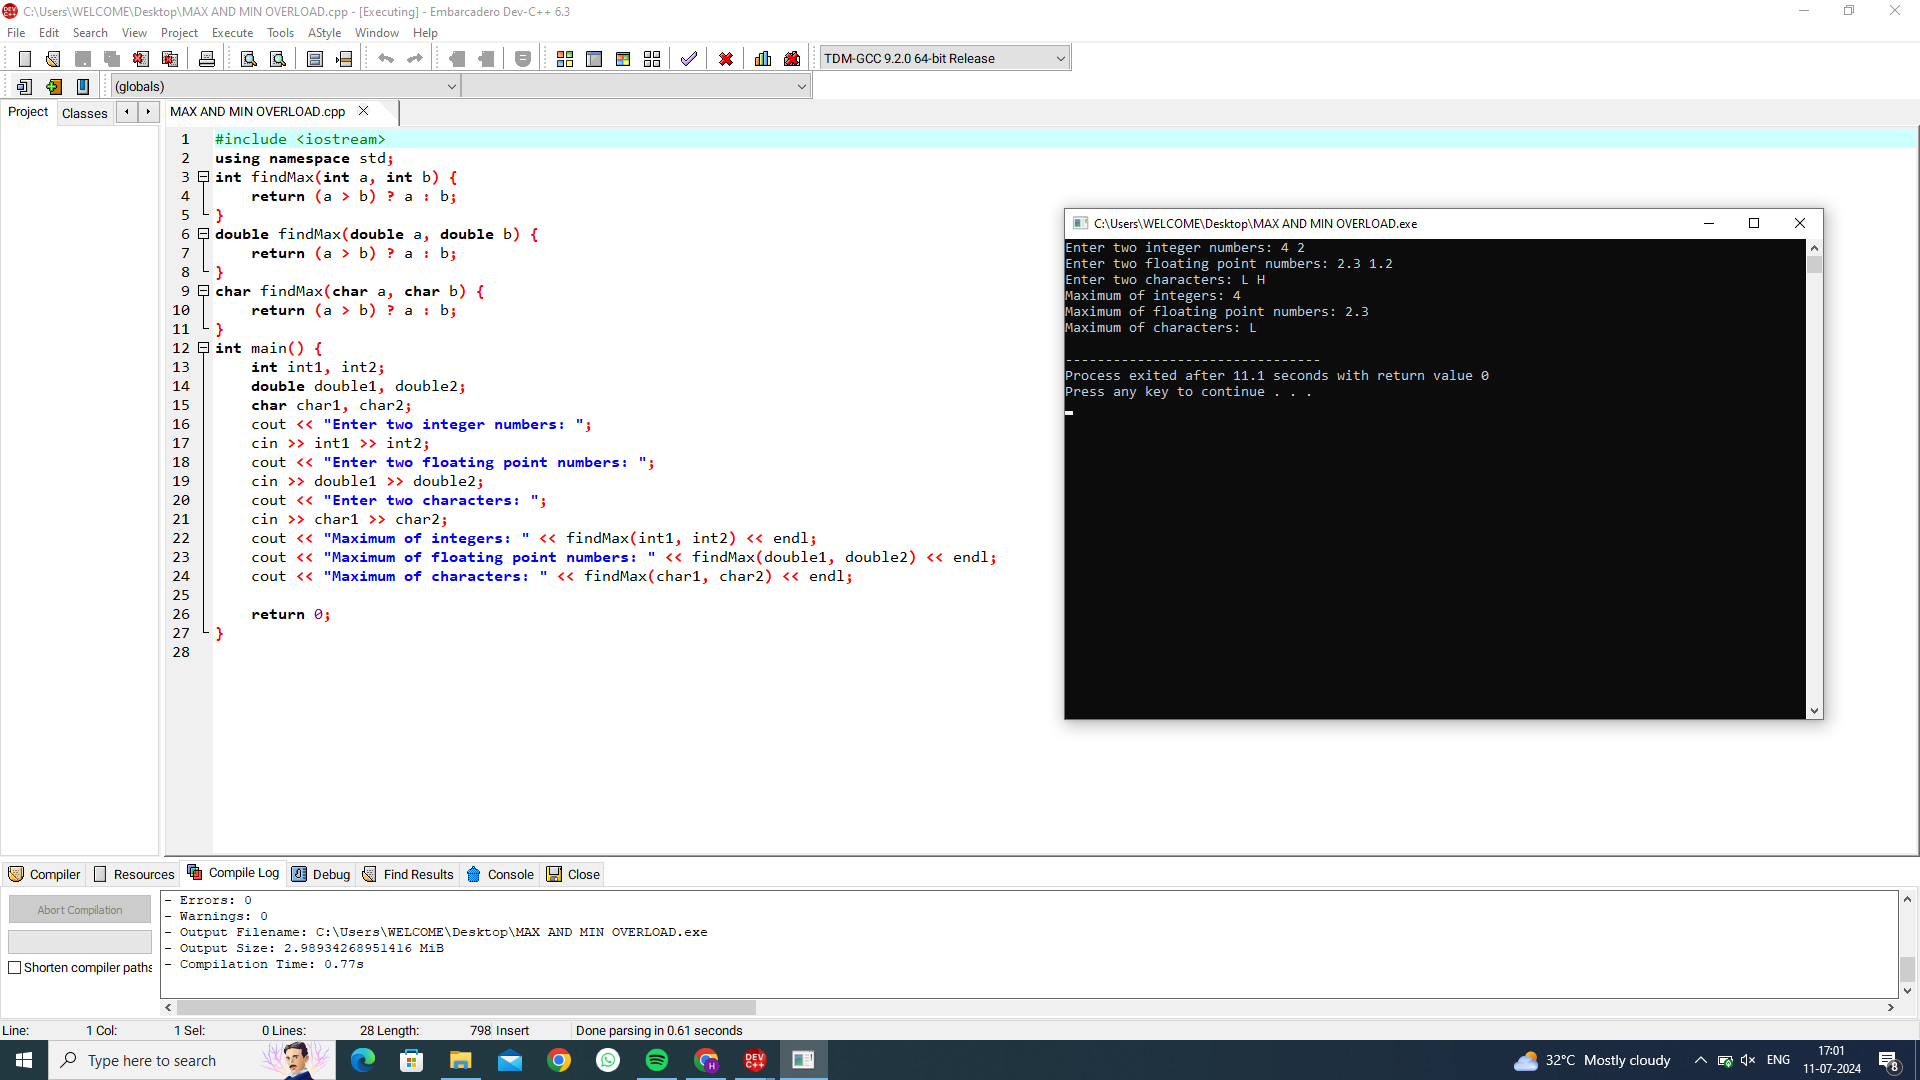 C:\Users\WELCOME\Desktop\MAX AND MIN OVERLOAD.cpp - [Executing] - Embarcadero Dev-C++ 6.3
File Edit Search View Project Execute Tools AStyle Window Help
TDM-GCC 9.2.0 64-bit Release
(globals)
Project Classes MAX AND MIN OVERLOAD.cpp
1 #include <iostream>
2 using namespace std;
3 int findMax(int a, int b) {
4     return (a > b) ? a : b;
5 }
6 double findMax(double a, double b) {
7     return (a > b) ? a : b;
8 }
9 char findMax(char a, char b) {
10     return (a > b) ? a : b;
11 }
12 int main() {
13     int int1, int2;
14     double double1, double2;
15     char char1, char2;
16     cout << "Enter two integer numbers: ";
17     cin >> int1 >> int2;
18     cout << "Enter two floating point numbers: ";
19     cin >> double1 >> double2;
20     cout << "Enter two characters: ";
21     cin >> char1 >> char2;
22     cout << "Maximum of integers: " << findMax(int1, int2) << endl;
23     cout << "Maximum of floating point numbers: " << findMax(double1, double2) << endl;
24     cout << "Maximum of characters: " << findMax(char1, char2) << endl;
25
26     return 0;
27 }
28
C:\Users\WELCOME\Desktop\MAX AND MIN OVERLOAD.exe
Enter two integer numbers: 4 2
Enter two floating point numbers: 2.3 1.2
Enter two characters: L H
Maximum of integers: 4
Maximum of floating point numbers: 2.3
Maximum of characters: L
--------------------------------
Process exited after 11.1 seconds with return value 0
Press any key to continue . . .
Compiler Resources Compile Log Debug Find Results Console Close
Abort Compilation
Shorten compiler paths
- Errors: 0
- Warnings: 0
- Output Filename: C:\Users\WELCOME\Desktop\MAX AND MIN OVERLOAD.exe
- Output Size: 2.98934268951416 MiB
- Compilation Time: 0.77s
Line: 1 Col: 1 Sel: 0 Lines: 28 Length: 798 Insert Done parsing in 0.61 seconds
Type here to search
H
DEV C++
32°C Mostly cloudy
ENG
17:01
11-07-2024
8